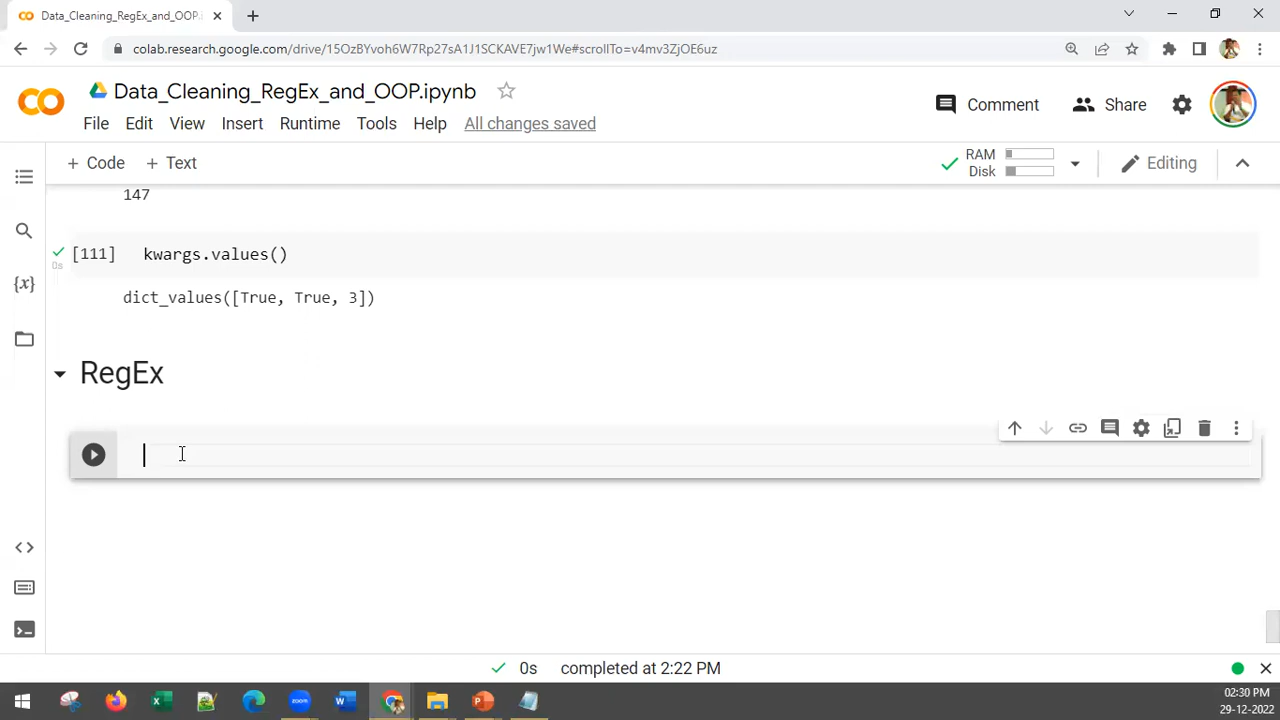 Data_Cleaning_RegEx_and_OOP.i
colab.research.google.com/drive/15OzBYvoh6W7Rp27sA1J1SCKAVE7jw1We#scrollTo=v4mv3ZjOE6uz
Data_Cleaning_RegEx_and_OOP.ipynb
Comment
Share
File Edit View Insert Runtime Tools Help All changes saved
+ Code + Text
RAM
Disk
Editing
147
[111] kwargs.values()
0s
dict_values([True, True, 3])
RegEx
{x}
0s completed at 2:22 PM
zoom
02:30 PM
29-12-2022